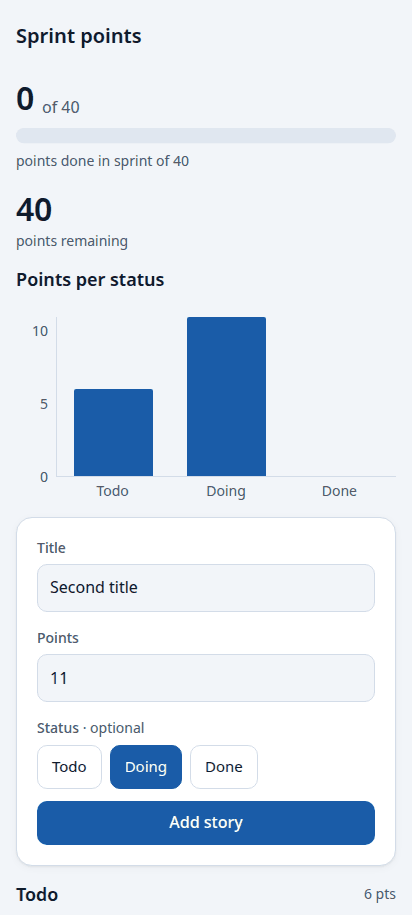 Sprint points
0 of 40
points done in sprint of 40
40
points remaining
Points per status
10
5
0
Todo Doing Done
Title
Second title
Points
11
Status · optional
Todo Doing Done
Add story
Todo 6 pts